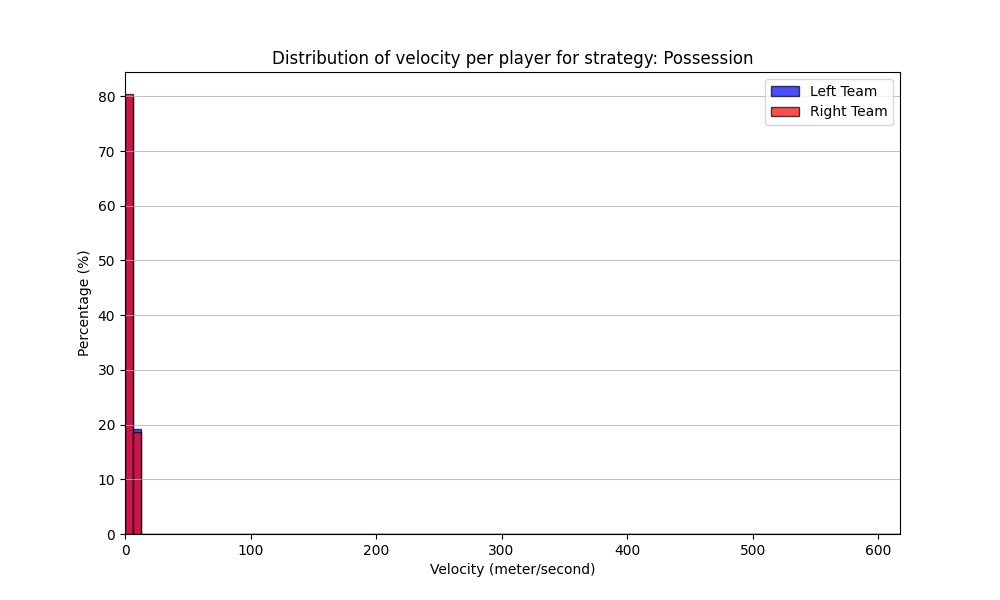 Distribution of velocity per player for strategy: Possession
Left Team
Right Team
Percentage (%)
80
70
60
50
40
30
20
10
0
0 100 200 300 400 500 600
Velocity (meter/second)